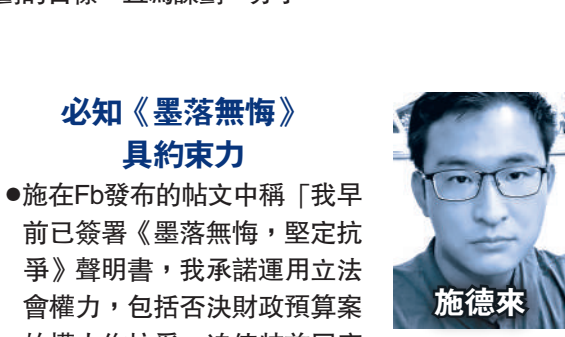 必知《墨落無悔》
具約束力
●施在Fb發布的帖文中稱「我早
前已簽署《墨落無悔，堅定抗
爭》聲明書，我承諾運用立法
會權力，包括否決財政預算案
施德來